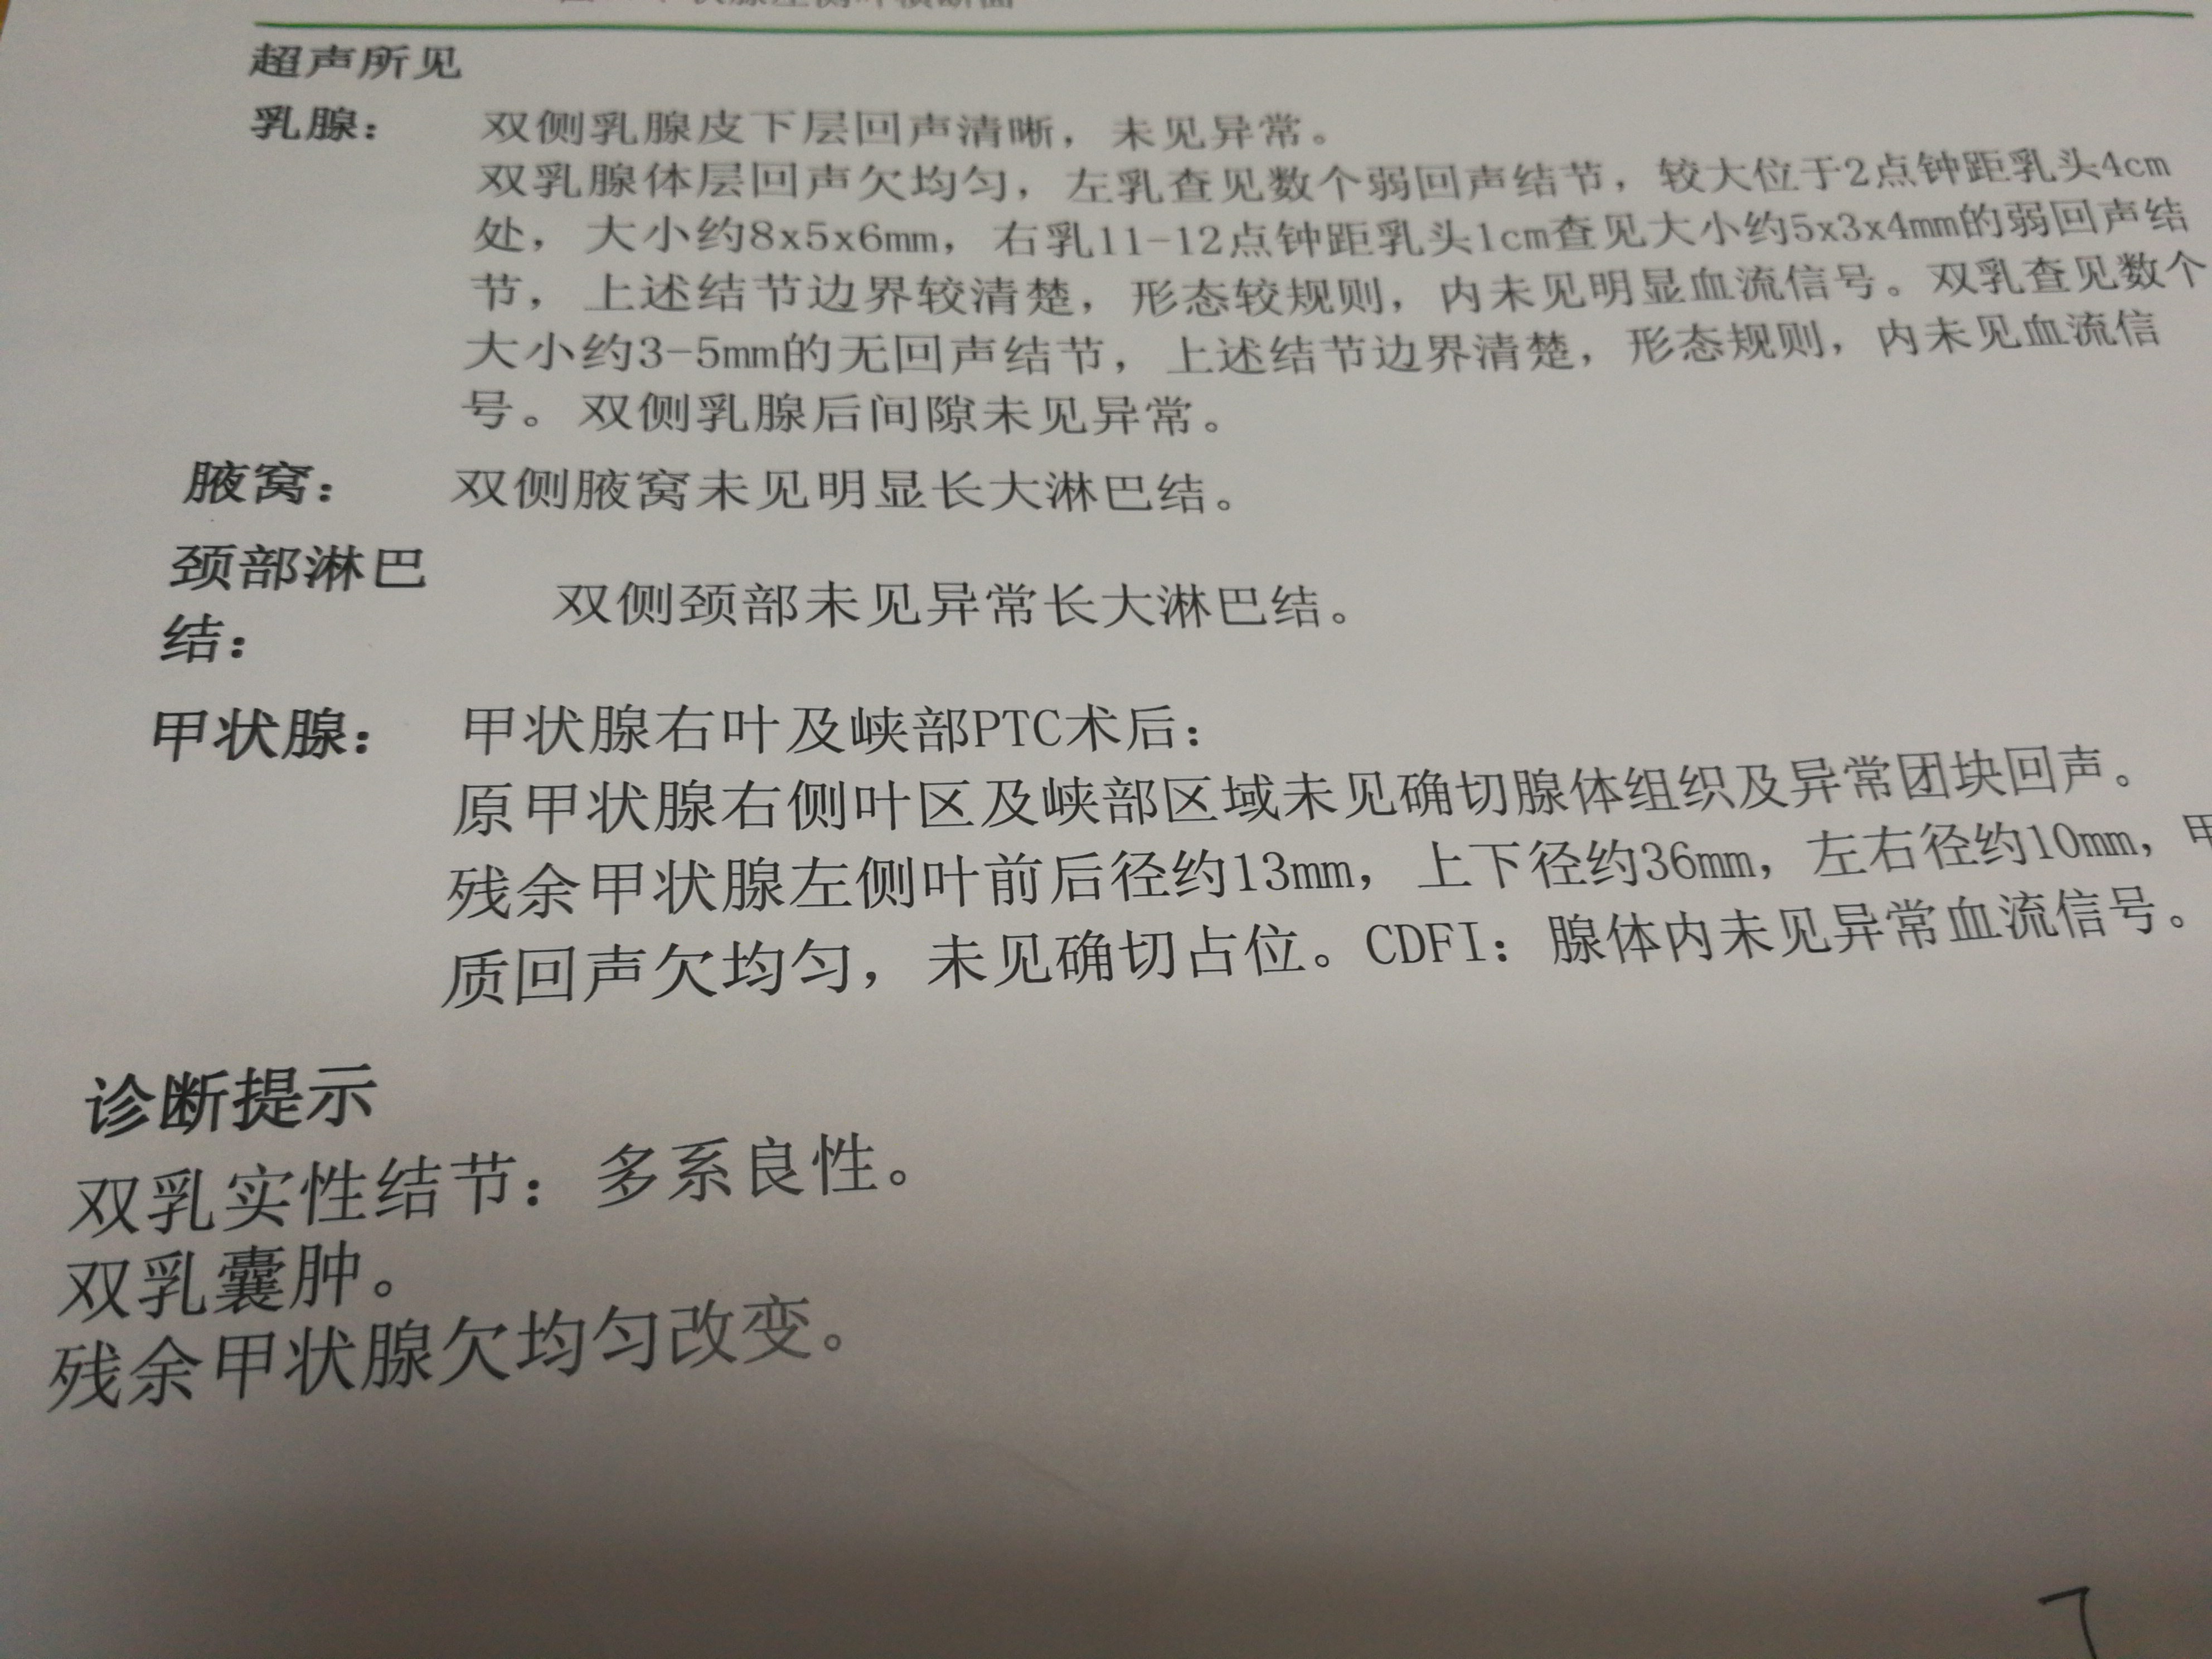 超声所见
乳腺： 双侧乳腺皮下层回声清晰，未见异常。
双乳腺体层回声欠均匀，左乳查见数个弱回声结节，较大位于2点钟距乳头4cm
处，大小约8x5x6mm，右乳11-12点钟距乳头1cm查见大小约5x3x4mm的弱回声结
节，上述结节边界较清楚，形态较规则，内未见明显血流信号。双乳查见数个
大小约3-5mm的无回声结节，上述结节边界清楚，形态规则，内未见血流信
号。双侧乳腺后间隙未见异常。
腋窝： 双侧腋窝未见明显长大淋巴结。
颈部淋巴
结：
双侧颈部未见异常长大淋巴结。
甲状腺： 甲状腺右叶及峡部PTC术后：
原甲状腺右侧叶区及峡部区域未见确切腺体组织及异常团块回声。
残余甲状腺左侧叶前后径约13mm，上下径约36mm，左右径约10mm，
质回声欠均匀，未见确切占位。CDFI：腺体内未见异常血流信号。
诊断提示
双乳实性结节：多系良性。
双乳囊肿。
残余甲状腺欠均匀改变。